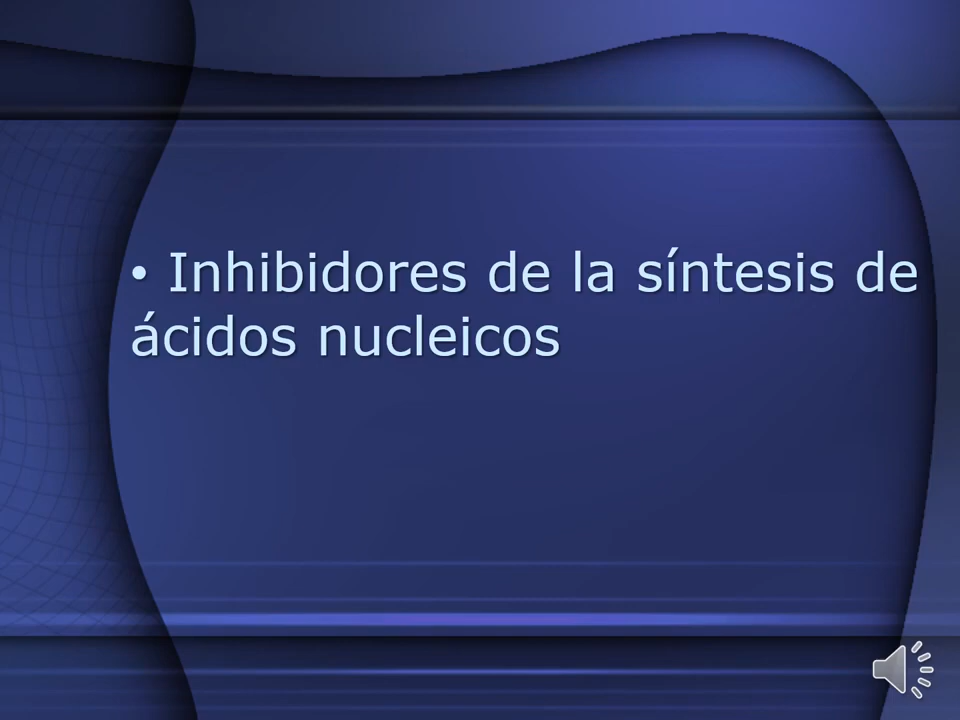 • Inhibidores de la síntesis de
ácidos nucleicos